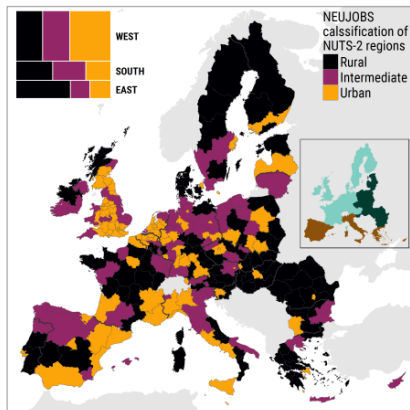 WEST
SOUTH
EAST
NEUJOBS
calssification of
NUTS-2 regions
Rural
Intermediate
Urban